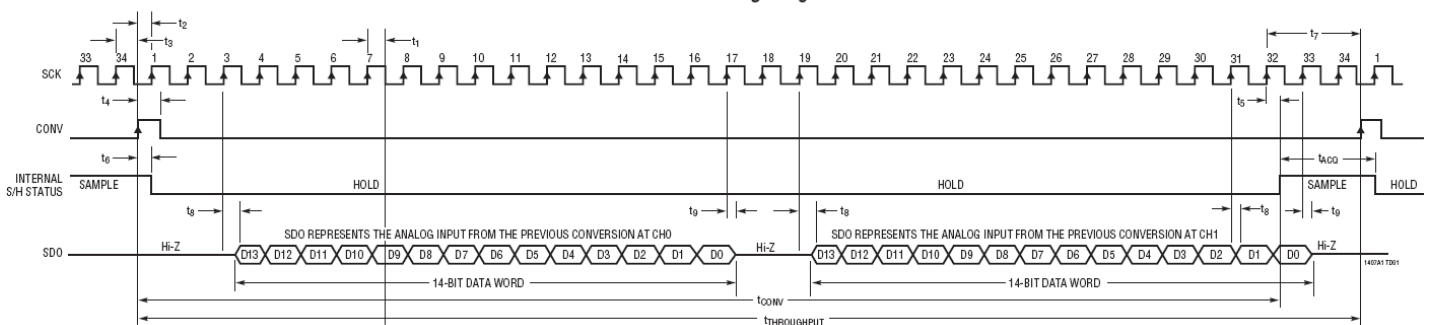 t2
t3
t1
t7
33 34 1 2 3 4 5 6 7 8 9 10 11 12 13 14 15 16 17 18 19 20 21 22 23 24 25 26 27 28 29 30 31 32 33 34 1
SCK
t4
t5
CONV
t6
tACQ
INTERNAL
S/H STATUS
SAMPLE HOLD HOLD SAMPLE HOLD
t8 t9 t8 t8 t9
SDO REPRESENTS THE ANALOG INPUT FROM THE PREVIOUS CONVERSION AT CH0 SDO REPRESENTS THE ANALOG INPUT FROM THE PREVIOUS CONVERSION AT CH1
SDO Hi-Z D13 D12 D11 D10 D9 D8 D7 D6 D5 D4 D3 D2 D1 D0 Hi-Z D13 D12 D11 D10 D9 D8 D7 D6 D5 D4 D3 D2 D1 D0 Hi-Z
14-BIT DATA WORD 14-BIT DATA WORD
tCONV
tTHROUGHPUT